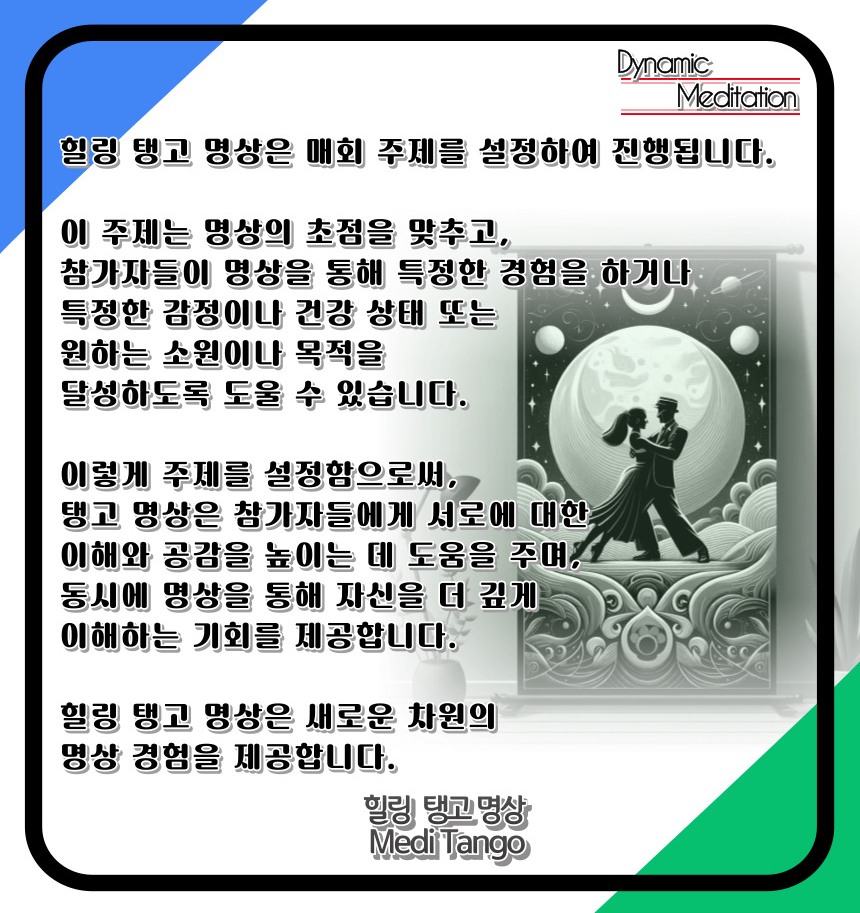 Dynamic
Meditation
힐링 탱고 명상은 매회 주제를 설정하여 진행됩니다.
이 주제는 명상의 초점을 맞추고,
참가자들이 명상을 통해 특정한 경험을 하거나
특정한 감정이나 건강 상태 또는
원하는 소원이나 목적을
달성하도록 도울 수 있습니다.
이렇게 주제를 설정함으로써,
탱고 명상은 참가자들에게 서로에 대한
이해와 공감을 높이는 데 도움을 주며,
동시에 명상을 통해 자신을 더 깊게
이해하는 기회를 제공합니다.
힐링 탱고 명상은 새로운 차원의
명상 경험을 제공합니다.
힐링 탱고 명상
Medi Tango